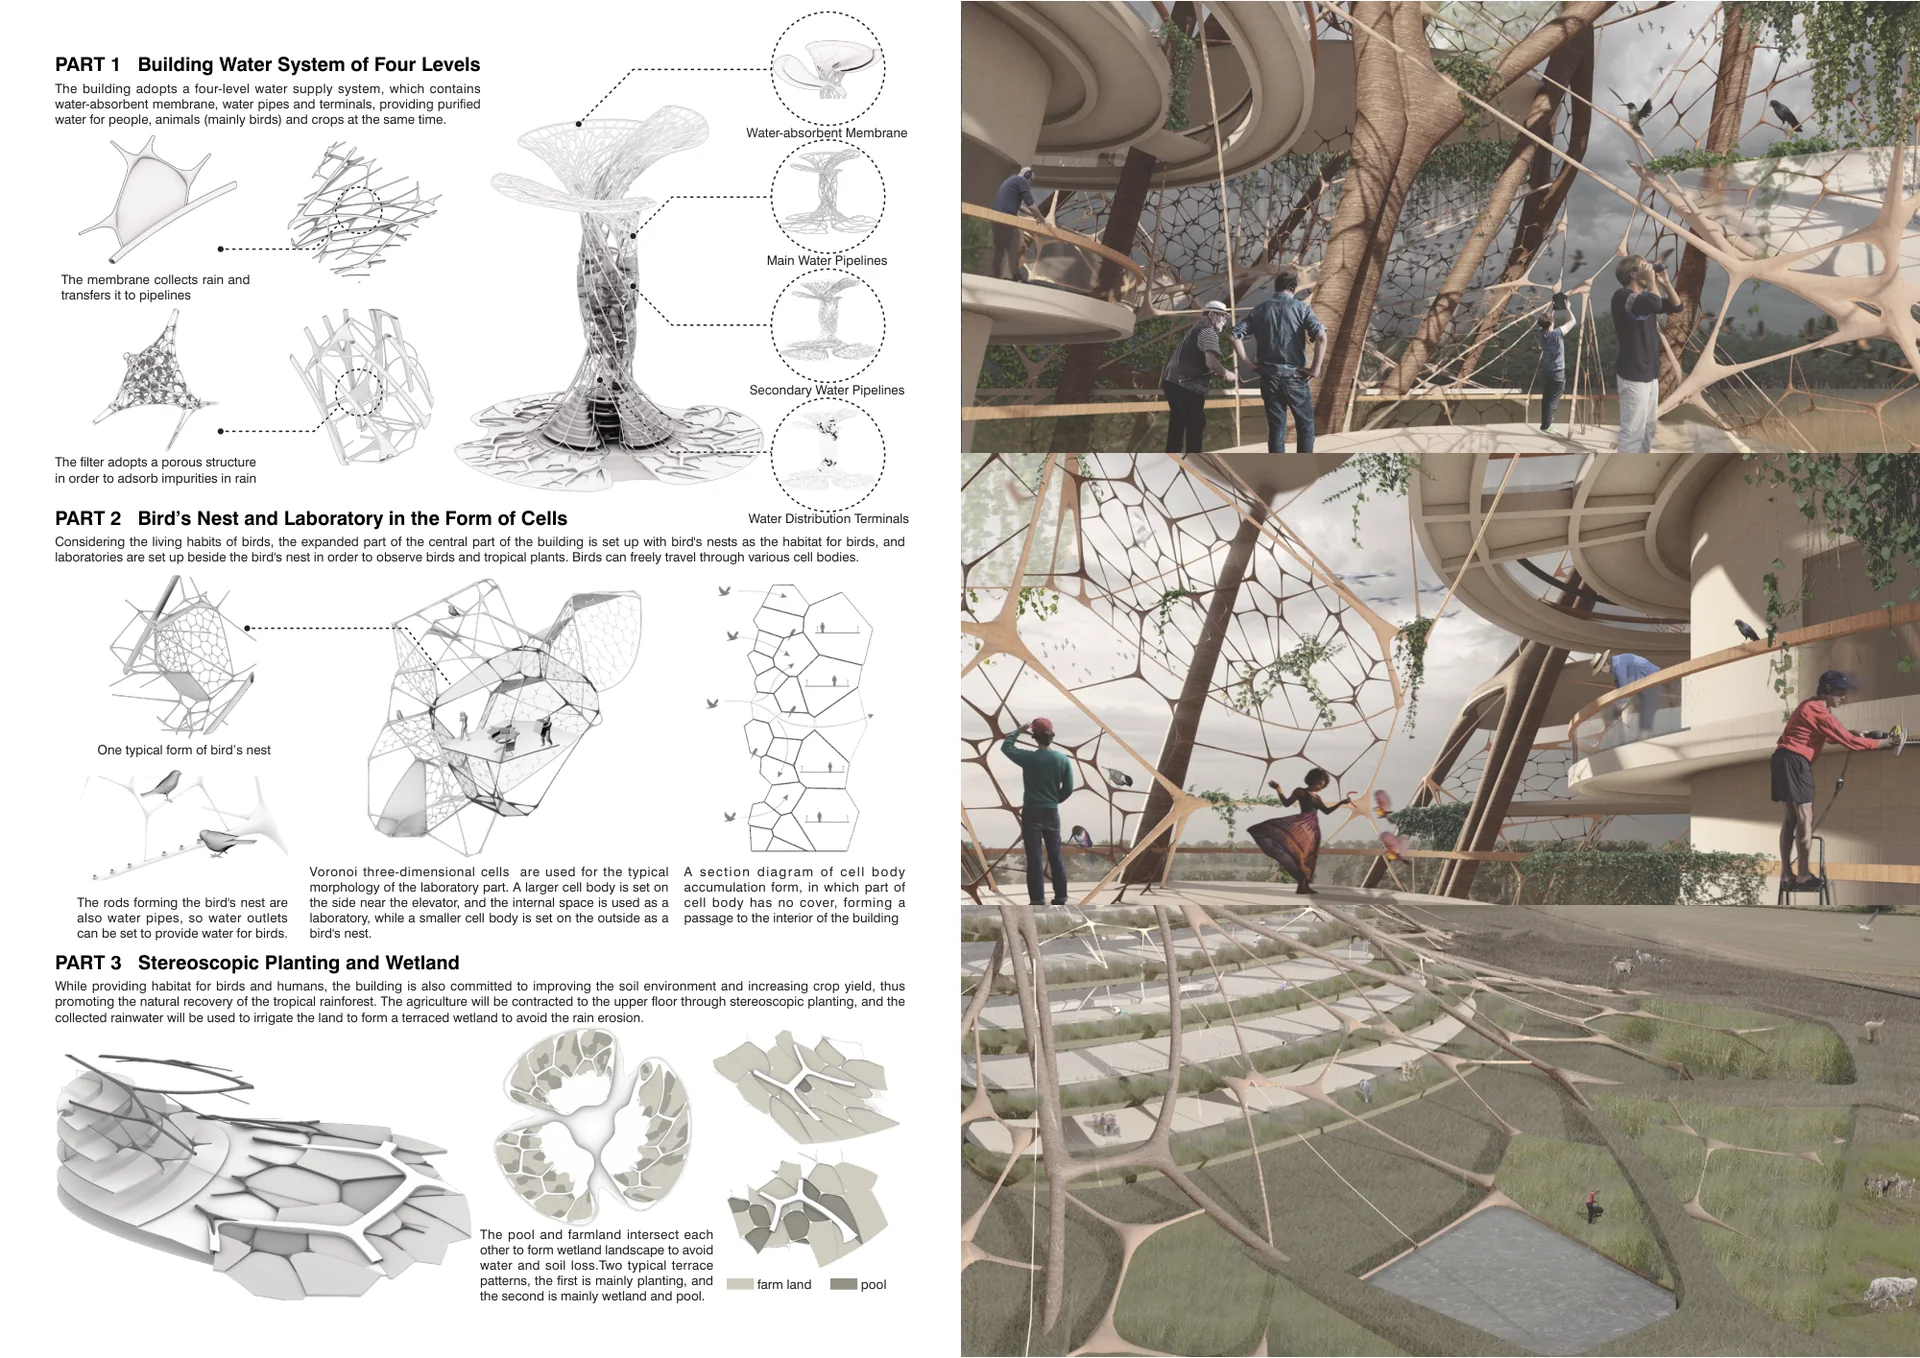 PART 1 Building Water System of Four Levels
The building adopts a four-level water supply system, which contains
water-absorbent membrane, water pipes and terminals, providing purified
water for people, animals (mainly birds) and crops at the same time.
Water-absorbent Membrane
Main Water Pipelines
The membrane collects rain and
transfers it to pipelines
Secondary Water Pipelines
The filter adopts a porous structure
in order to adsorb impurities in rain
Water Distribution Terminals
PART 2 Bird's Nest and Laboratory in the Form of Cells
Considering the living habits of birds, the expanded part of the central part of the building is set up with bird's nests as the habitat for birds, and
laboratories are set up beside the bird's nest in order to observe birds and tropical plants. Birds can freely travel through various cell bodies.
One typical form of bird's nest
The rods forming the bird's nest are
also water pipes, so water outlets
can be set to provide water for birds.
Voronoi three-dimensional cells are used for the typical
morphology of the laboratory part. A larger cell body is set on
the side near the elevator, and the internal space is used as a
laboratory, while a smaller cell body is set on the outside as a
bird's nest.
A section diagram of cell body
accumulation form, in which part of
cell body has no cover, forming a
passage to the interior of the building
PART 3 Stereoscopic Planting and Wetland
While providing habitat for birds and humans, the building is also committed to improving the soil environment and increasing crop yield, thus
promoting the natural recovery of the tropical rainforest. The agriculture will be contracted to the upper floor through stereoscopic planting, and the
collected rainwater will be used to irrigate the land to form a terraced wetland to avoid the rain erosion.
The pool and farmland intersect each
other to form wetland landscape to avoid
water and soil loss.Two typical terrace
patterns, the first is mainly planting, and
the second is mainly wetland and pool.
farm land
pool